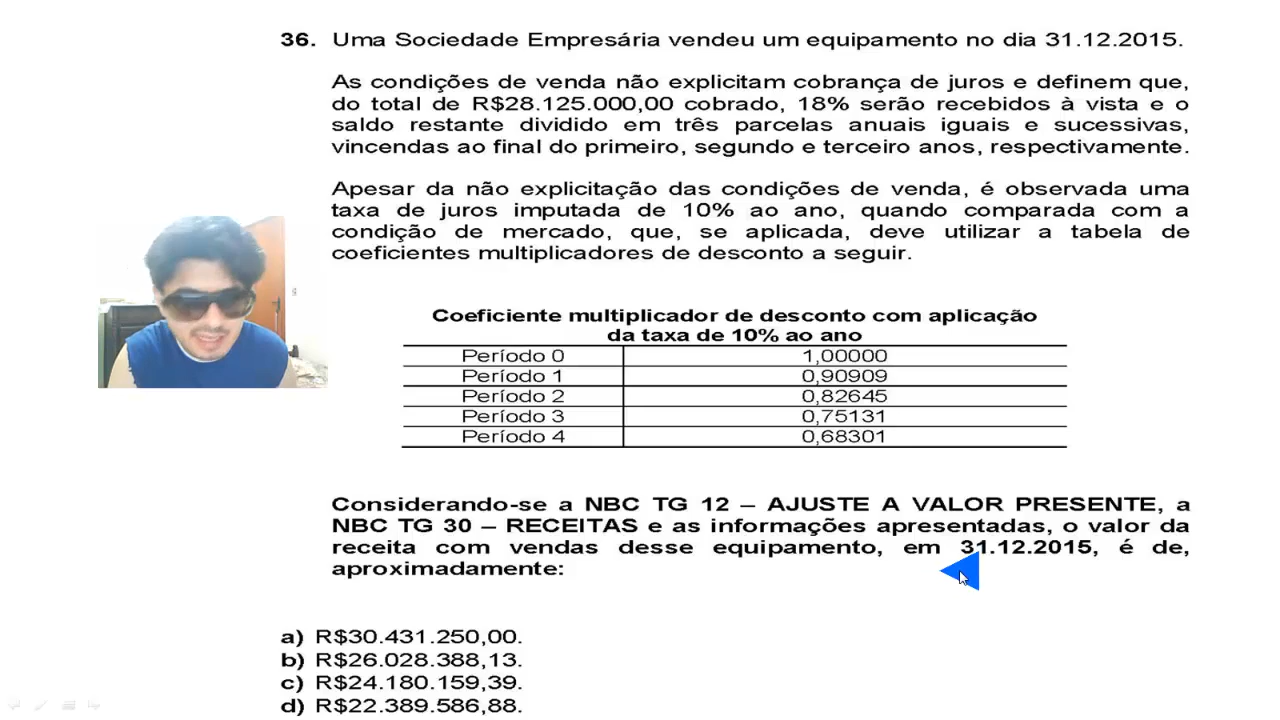 36. Uma Sociedade Empresária vendeu um equipamento no dia 31.12.2015.
As condições de venda não explicitam cobrança de juros e definem que,
do total de R$28.125.000,00 cobrado, 18% serão recebidos à vista e o
saldo restante dividido em três parcelas anuais iguais e sucessivas,
vincendas ao final do primeiro, segundo e terceiro anos, respectivamente.
Apesar da não explicitação das condições de venda, é observada uma
taxa de juros imputada de 10% ao ano, quando comparada com a
condição de mercado, que, se aplicada, deve utilizar a tabela de
coeficientes multiplicadores de desconto a seguir.
Coeficiente multiplicador de desconto com aplicação
da taxa de 10% ao ano
Período 0 1,00000
Período 1 0,90909
Período 2 0,82645
Período 3 0,75131
Período 4 0,68301
Considerando-se a NBC TG 12 – AJUSTE A VALOR PRESENTE, a
NBC TG 30 – RECEITAS e as informações apresentadas, o valor da
receita com vendas desse equipamento, em 31.12.2015, é de,
aproximadamente:
a) R$30.431.250,00.
b) R$26.028.388,13.
c) R$24.180.159,39.
d) R$22.389.586,88.